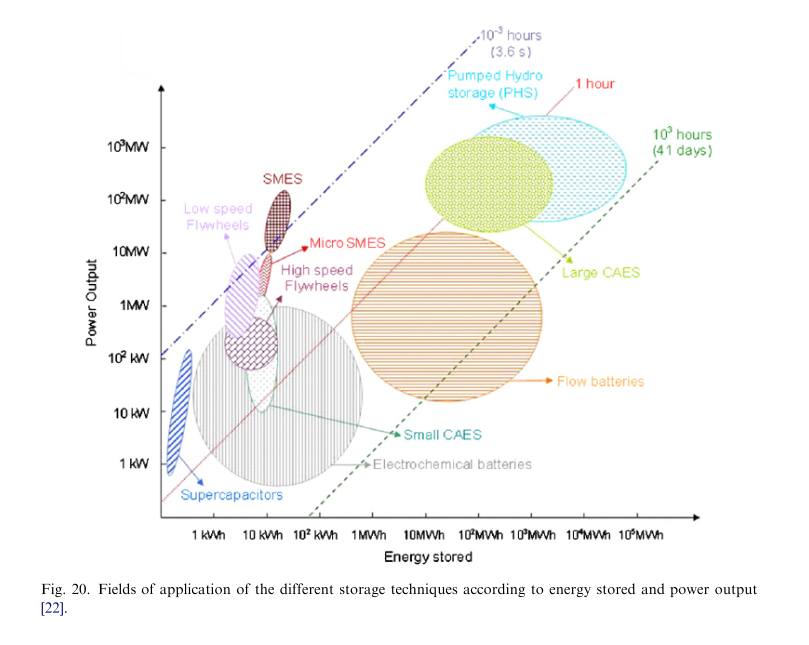 10⁻³ hours
(3.6 s)
Pumped Hydro
storage (PHS)
1 hour
10³ hours
(41 days)
10³MW
SMES
10²MW
Low speed
Flywheels
Micro SMES
10MW
High speed
Flywheels
Large CAES
Power Output
1MW
10² kW
Flow batteries
10 kW
Small CAES
1 kW
Electrochemical batteries
Supercapacitors
1 kWh 10 kWh 10² kWh 1MWh 10MWh 10²MWh 10³MWh 10⁴MWh 10⁵MWh
Energy stored
Fig. 20. Fields of application of the different storage techniques according to energy stored and power output
[22].